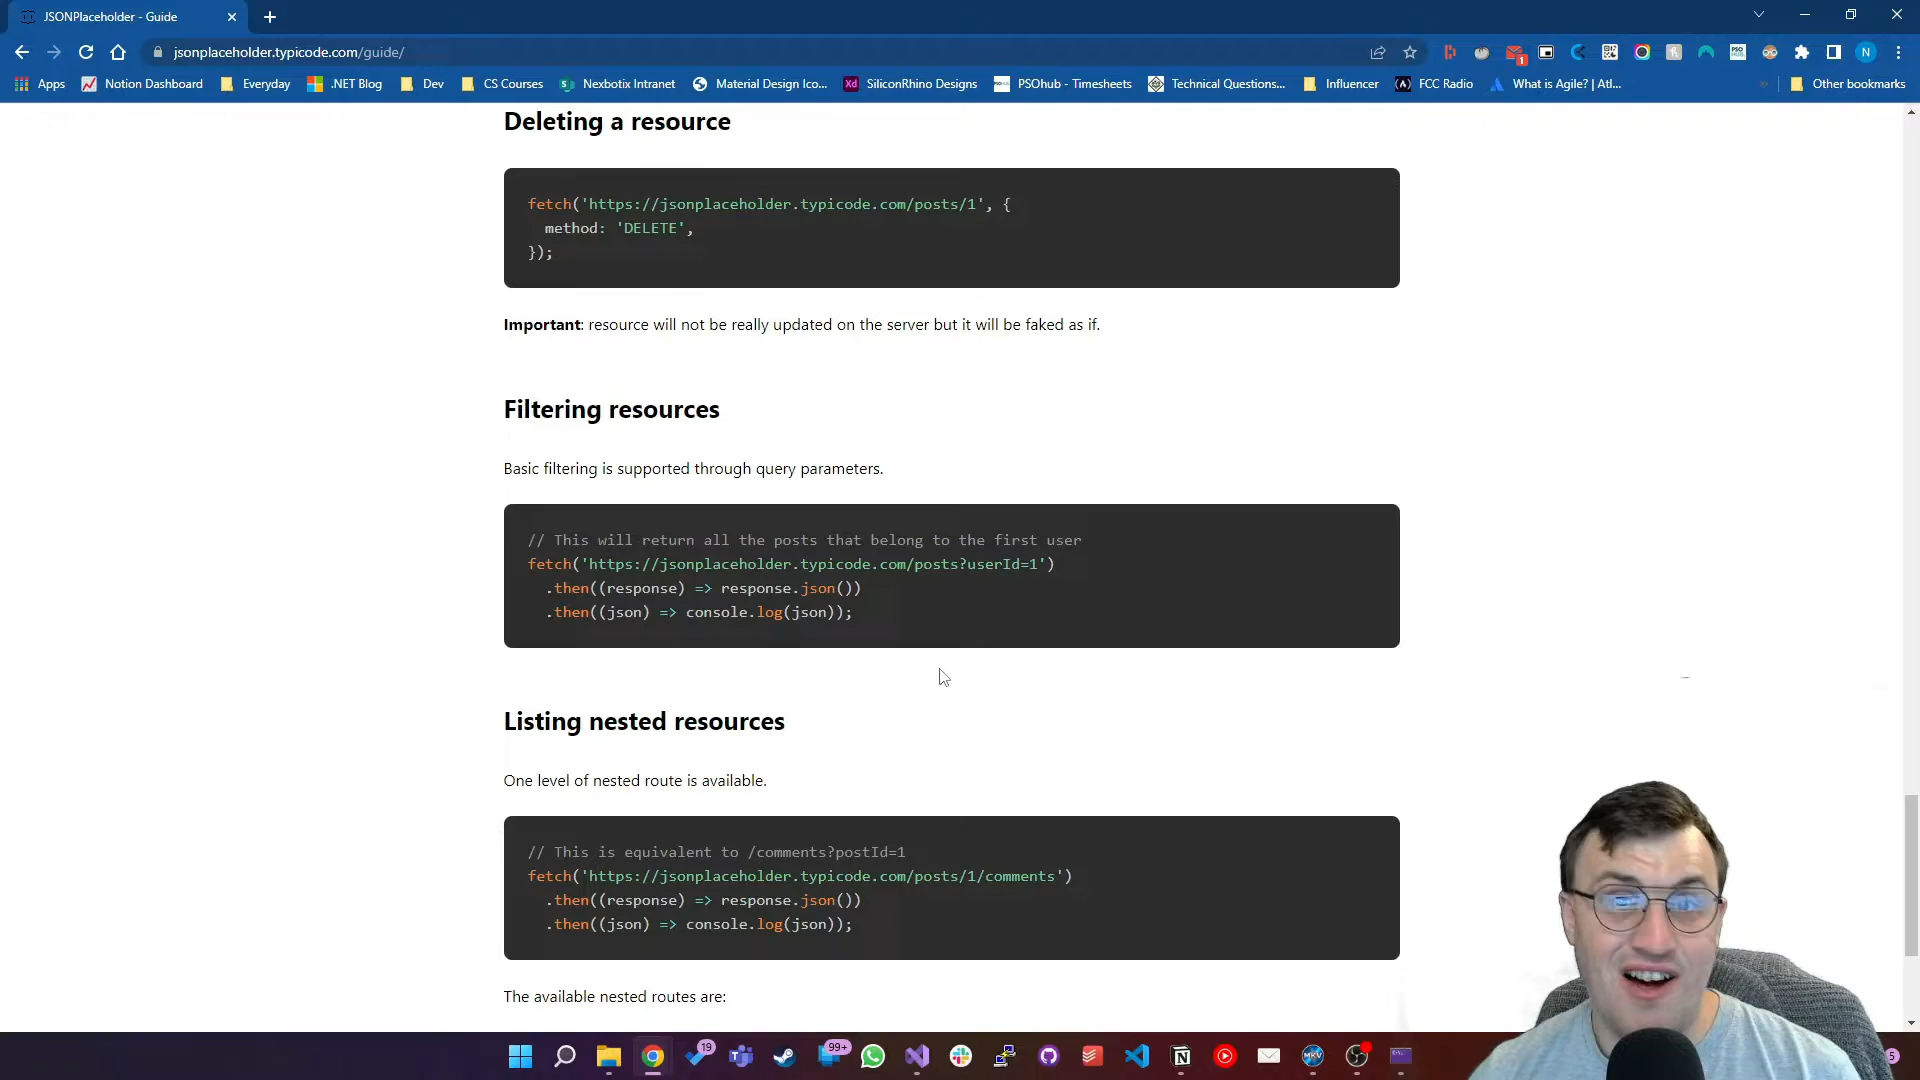 JSONPlaceholder - Guide
jsonplaceholder.typicode.com/guide/
1
N
Apps
Notion Dashboard
Everyday
.NET Blog
Dev
CS Courses
Nexbotix Intranet
Material Design Ico...
Xd
SiliconRhino Designs
PSOhub - Timesheets
Technical Questions...
Influencer
(A)
FCC Radio
What is Agile? | Atl...
Other bookmarks
Deleting a resource
fetch('https://jsonplaceholder.typicode.com/posts/1', {
method: 'DELETE',
});
Important: resource will not be really updated on the server but it will be faked as if.
Filtering resources
Basic filtering is supported through query parameters.
// This will return all the posts that belong to the first user
fetch('https://jsonplaceholder.typicode.com/posts?userId=1')
.then((response) => response.json())
.then((json) => console.log(json));
Listing nested resources
One level of nested route is available.
// This is equivalent to /comments?postId=1
fetch('https://jsonplaceholder.typicode.com/posts/1/comments')
.then((response) => response.json())
.then((json) => console.log(json));
The available nested routes are:
19
99+
MKV
5